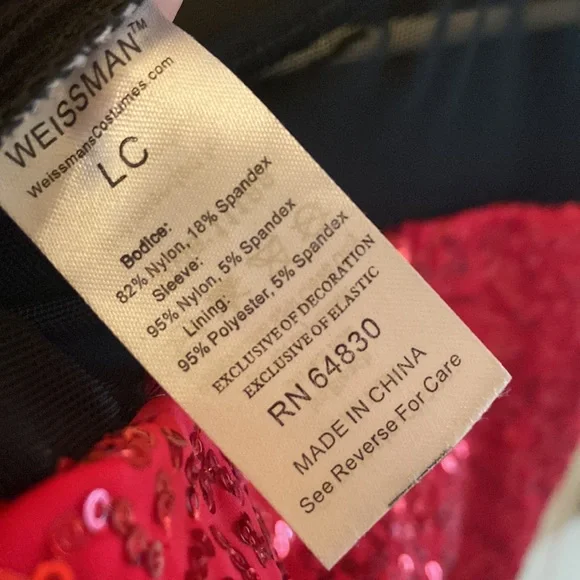 WEISSMAN™
WeissmansCostumes.com
LC
Bodice:
82% Nylon, 18% Spandex
Sleeve:
95% Nylon, 5% Spandex
Lining:
95% Polyester, 5% Spandex
EXCLUSIVE OF DECORATION
EXCLUSIVE OF ELASTIC
RN 64830
MADE IN CHINA
See Reverse For Care